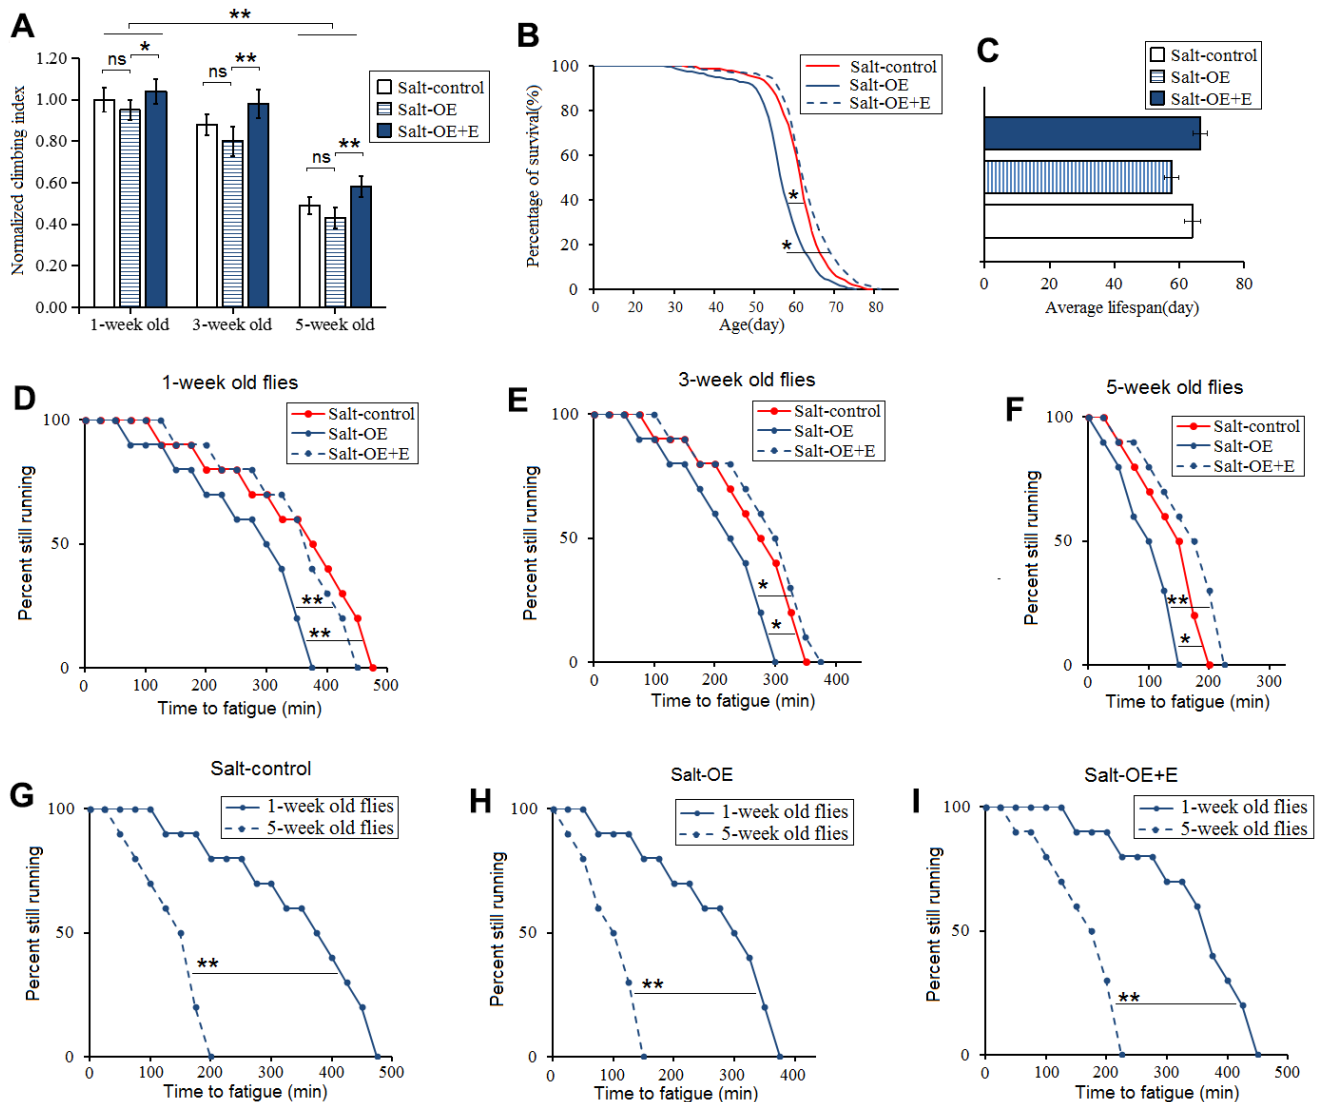 A
**
ns
*
ns
**
ns
**
1.20
1.00
0.80
0.60
0.40
0.20
0.00
Normalized climbing index
1-week old
3-week old
5-week old
Salt-control
Salt-OE
Salt-OE+E
B
Salt-control
Salt-OE
Salt-OE+E
100
80
60
40
20
0
Percentage of survival(%)
*
*
0 20 30 40 50 60 70 80
Age(day)
C
Salt-control
Salt-OE
Salt-OE+E
0 20 40 60 80
Average lifespan(day)
D
1-week old flies
Salt-control
Salt-OE
Salt-OE+E
100
50
0
Percent still running
**
**
0 100 200 300 400 500
Time to fatigue (min)
E
3-week old flies
Salt-control
Salt-OE
Salt-OE+E
100
50
0
Percent still running
*
*
0 100 200 300 400
Time to fatigue (min)
F
5-week old flies
Salt-control
Salt-OE
Salt-OE+E
100
50
0
Percent still running
**
*
0 100 200 300
Time to fatigue (min)
G
Salt-control
1-week old flies
5-week old flies
100
50
0
Percent still running
**
0 100 200 300 400 500
Time to fatigue (min)
H
Salt-OE
1-week old flies
5-week old flies
100
50
0
Percent still running
**
0 100 200 300 400
Time to fatigue (min)
I
Salt-OE+E
1-week old flies
5-week old flies
100
50
0
Percent still running
**
0 100 200 300 400 500
Time to fatigue (min)